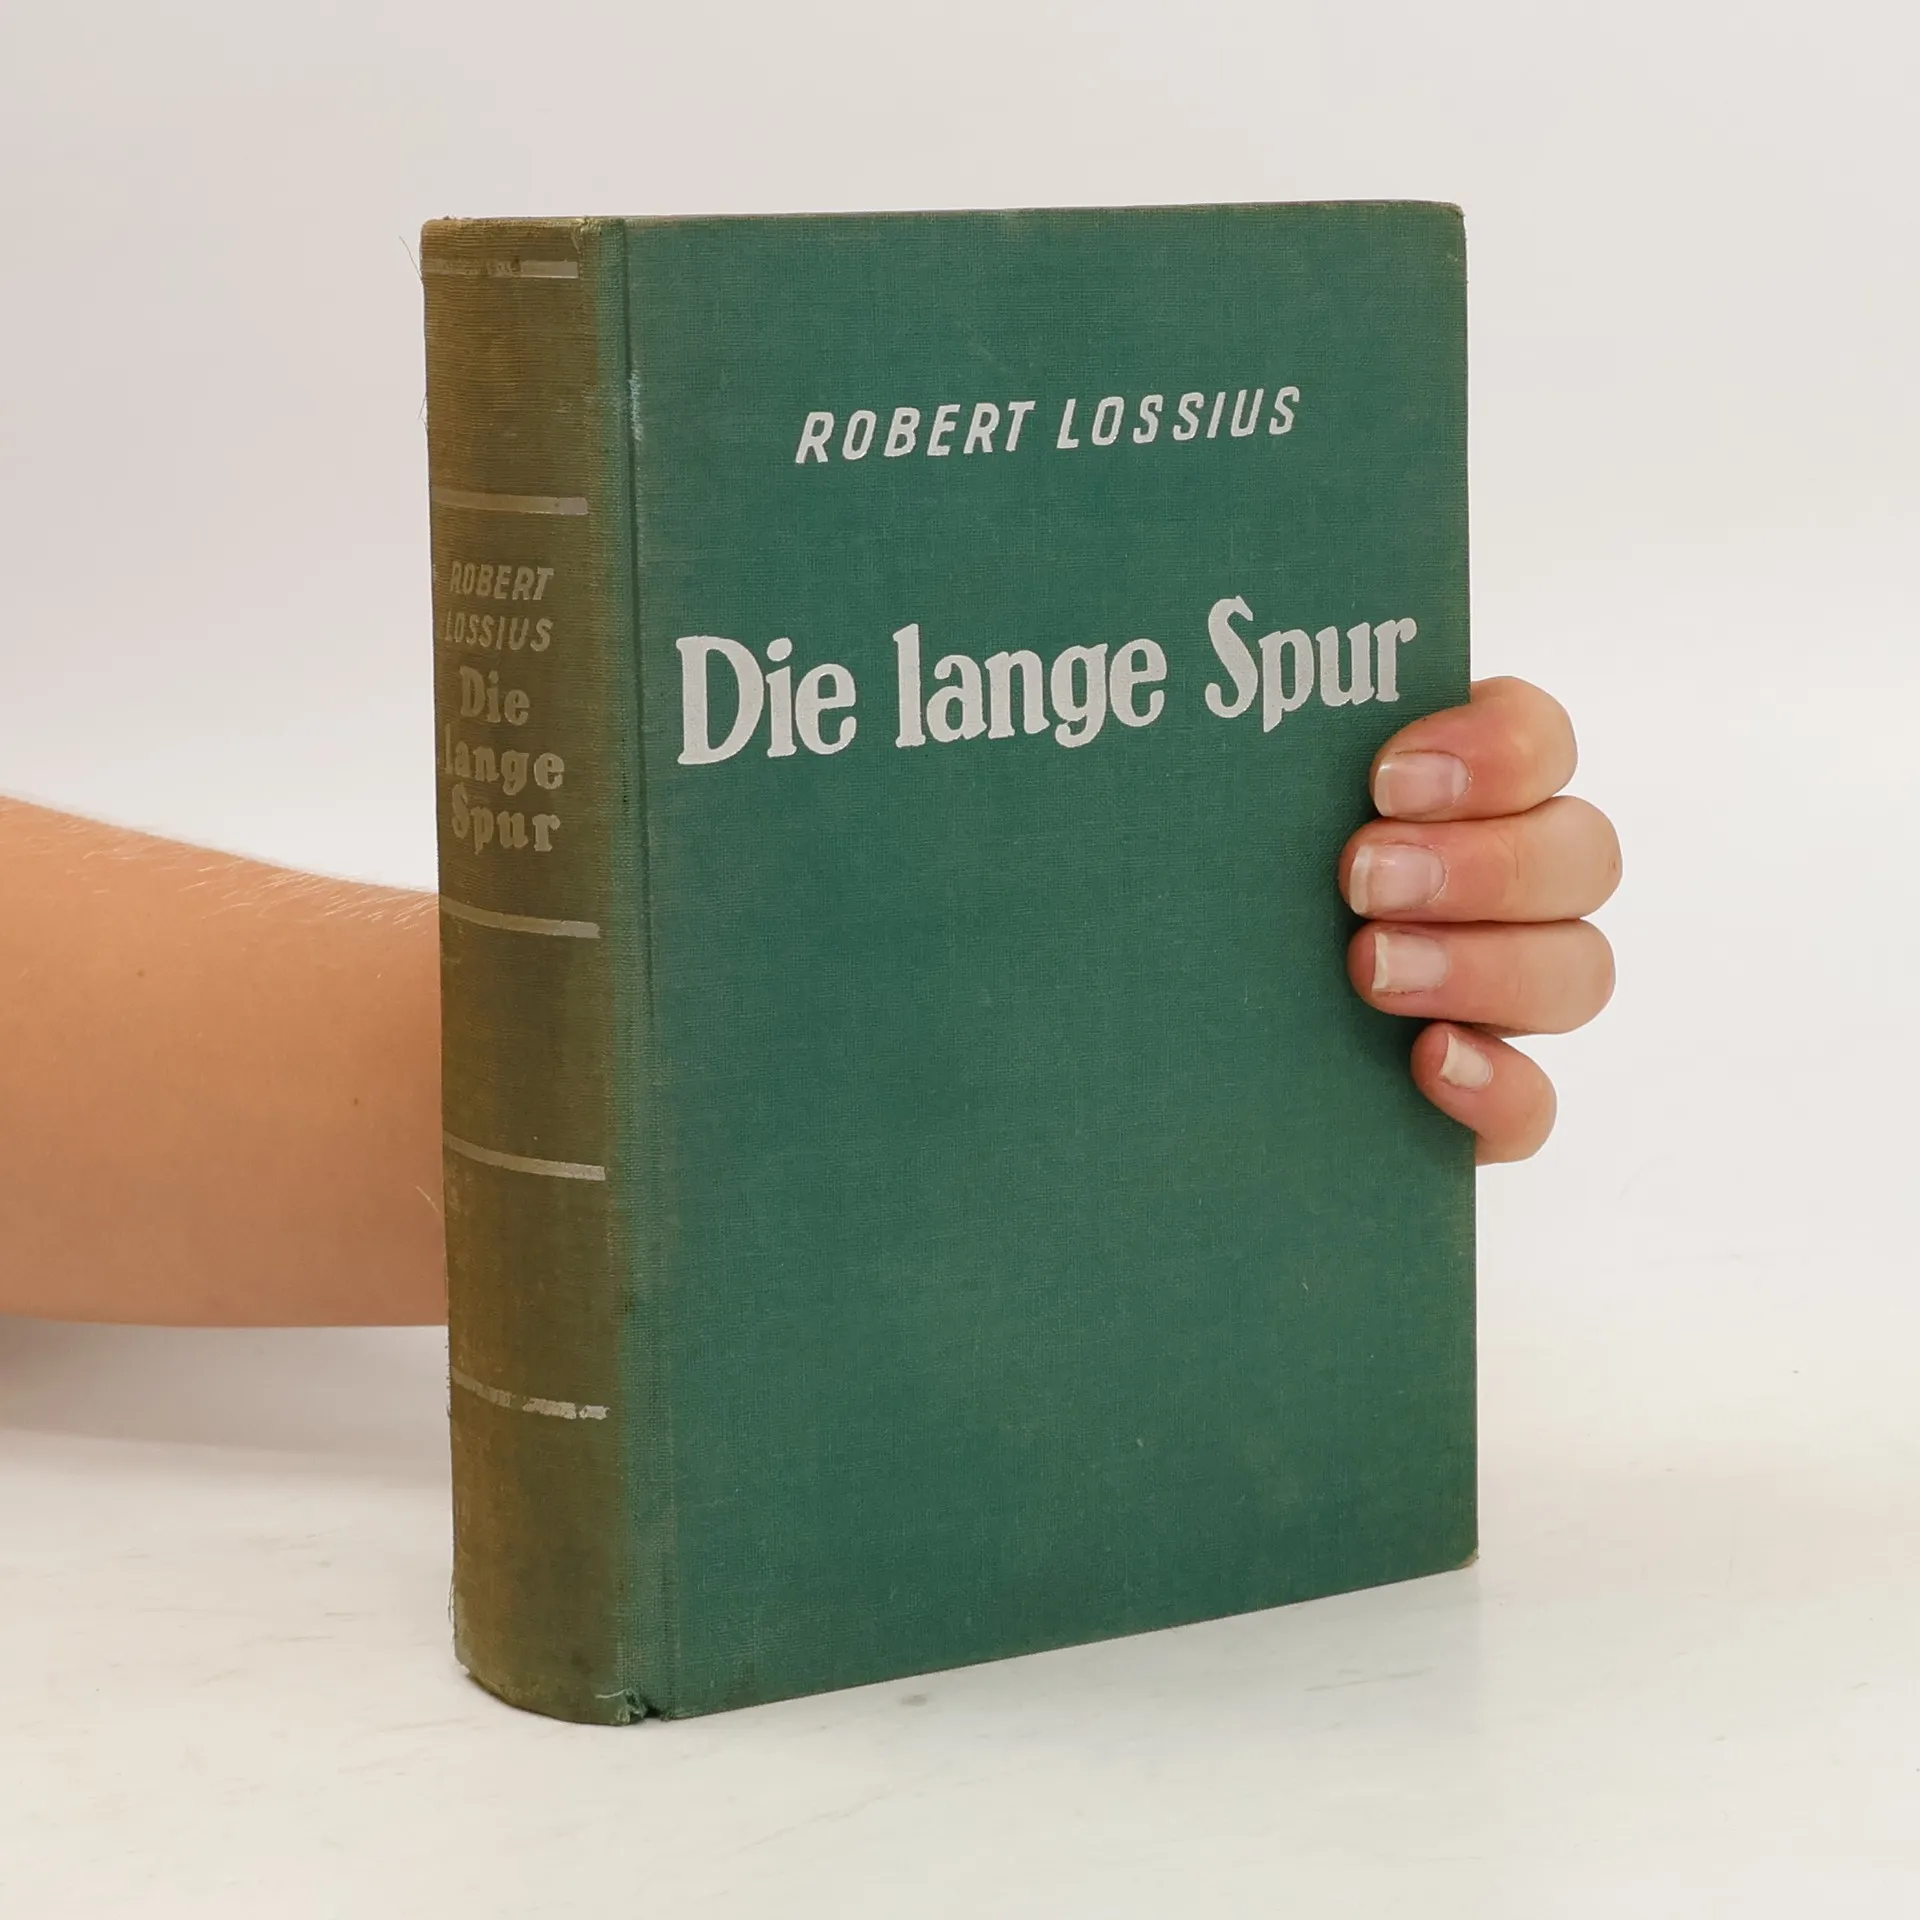 ROBERT LOSSIUS
Die lange Spur
ROBERT
LOSSIUS
Die
lange
Spur